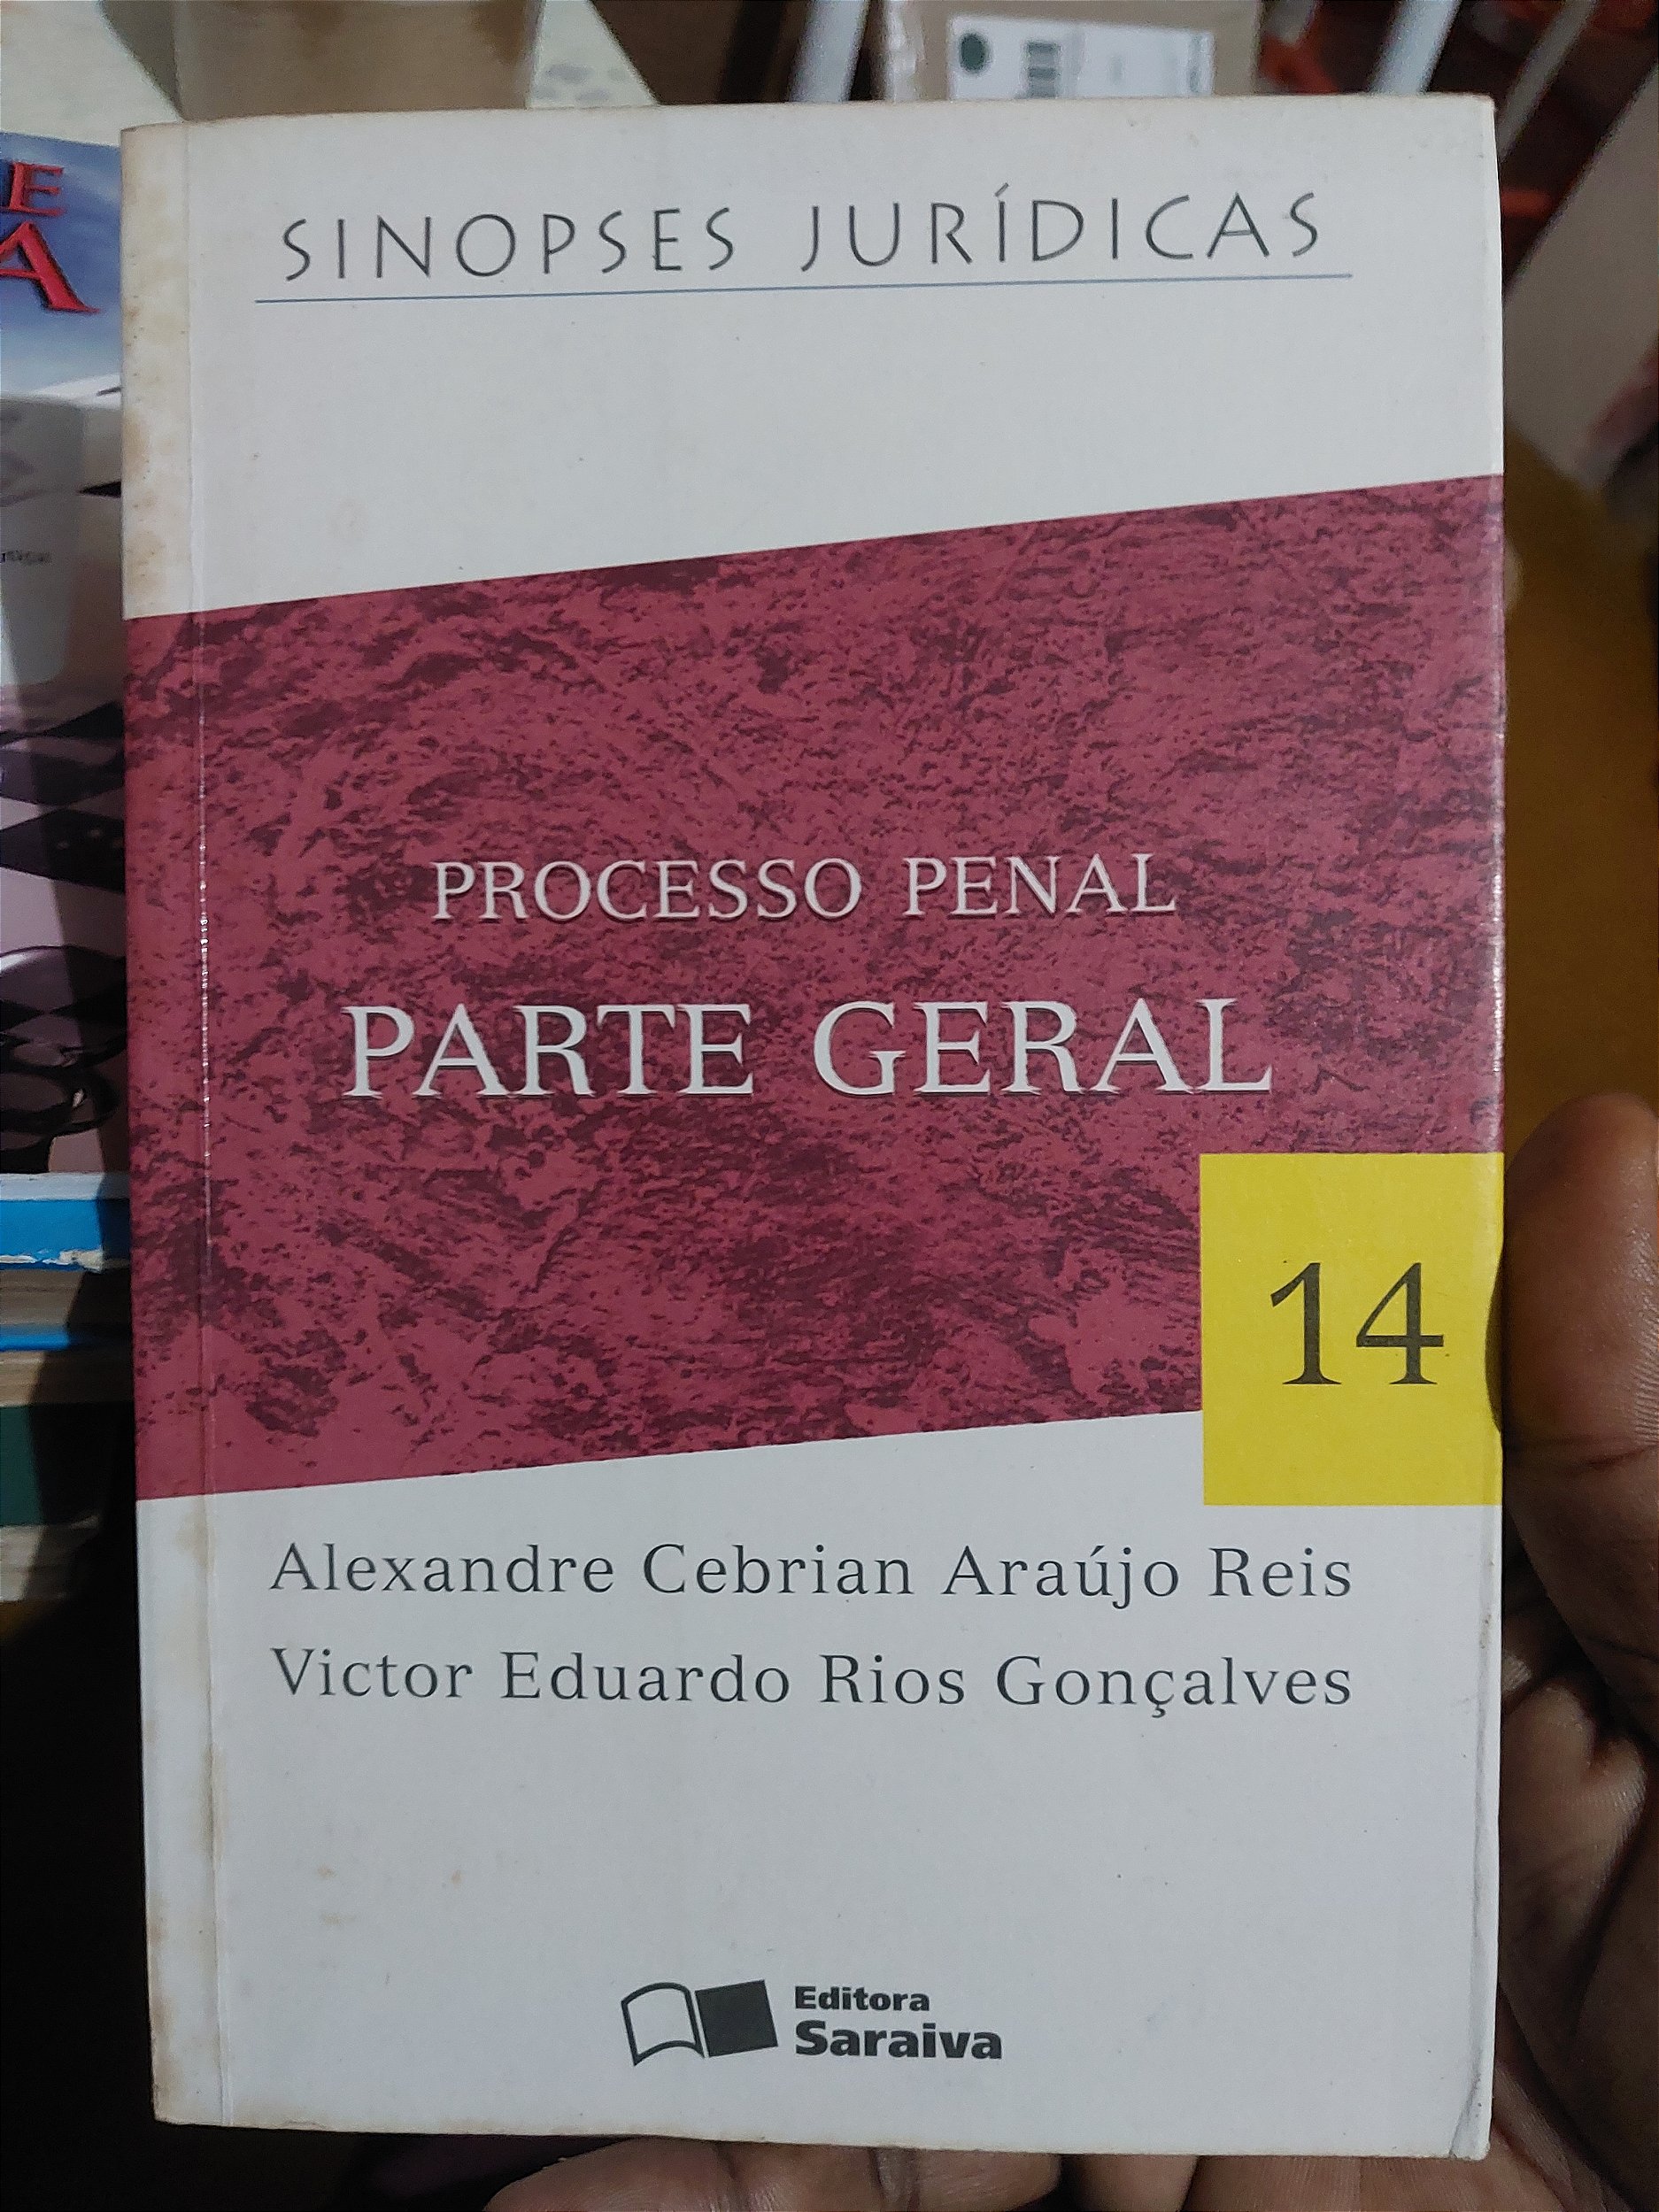 SINOPSES JURÍDICAS
PROCESSO PENAL
PARTE GERAL
14
Alexandre Cebrian Araújo Reis
Victor Eduardo Rios Gonçalves
Editora
Saraiva
E
A